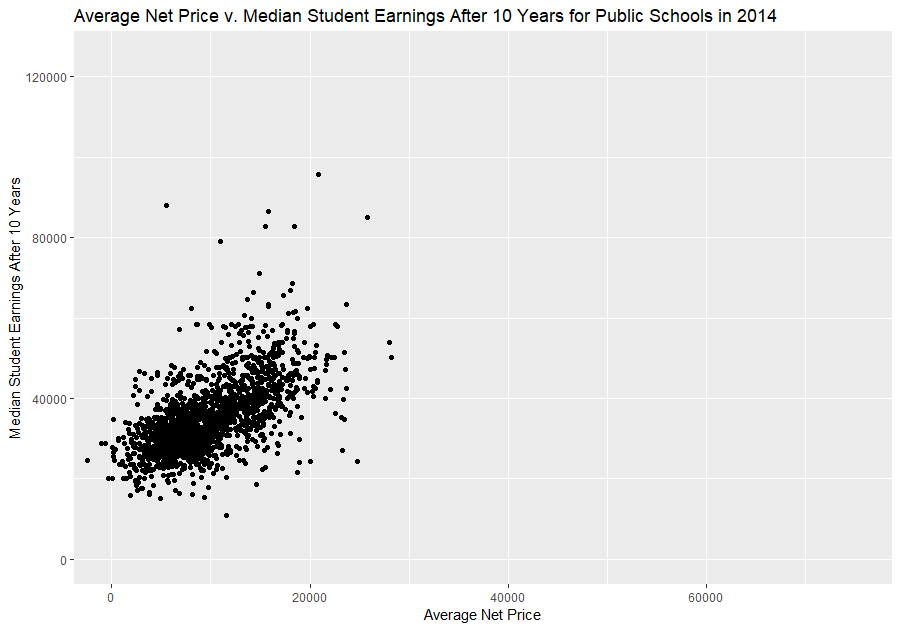 Average Net Price v. Median Student Earnings After 10 Years for Public Schools in 2014
Median Student Earnings After 10 Years
120000
80000
40000
0
0 20000 40000 60000
Average Net Price